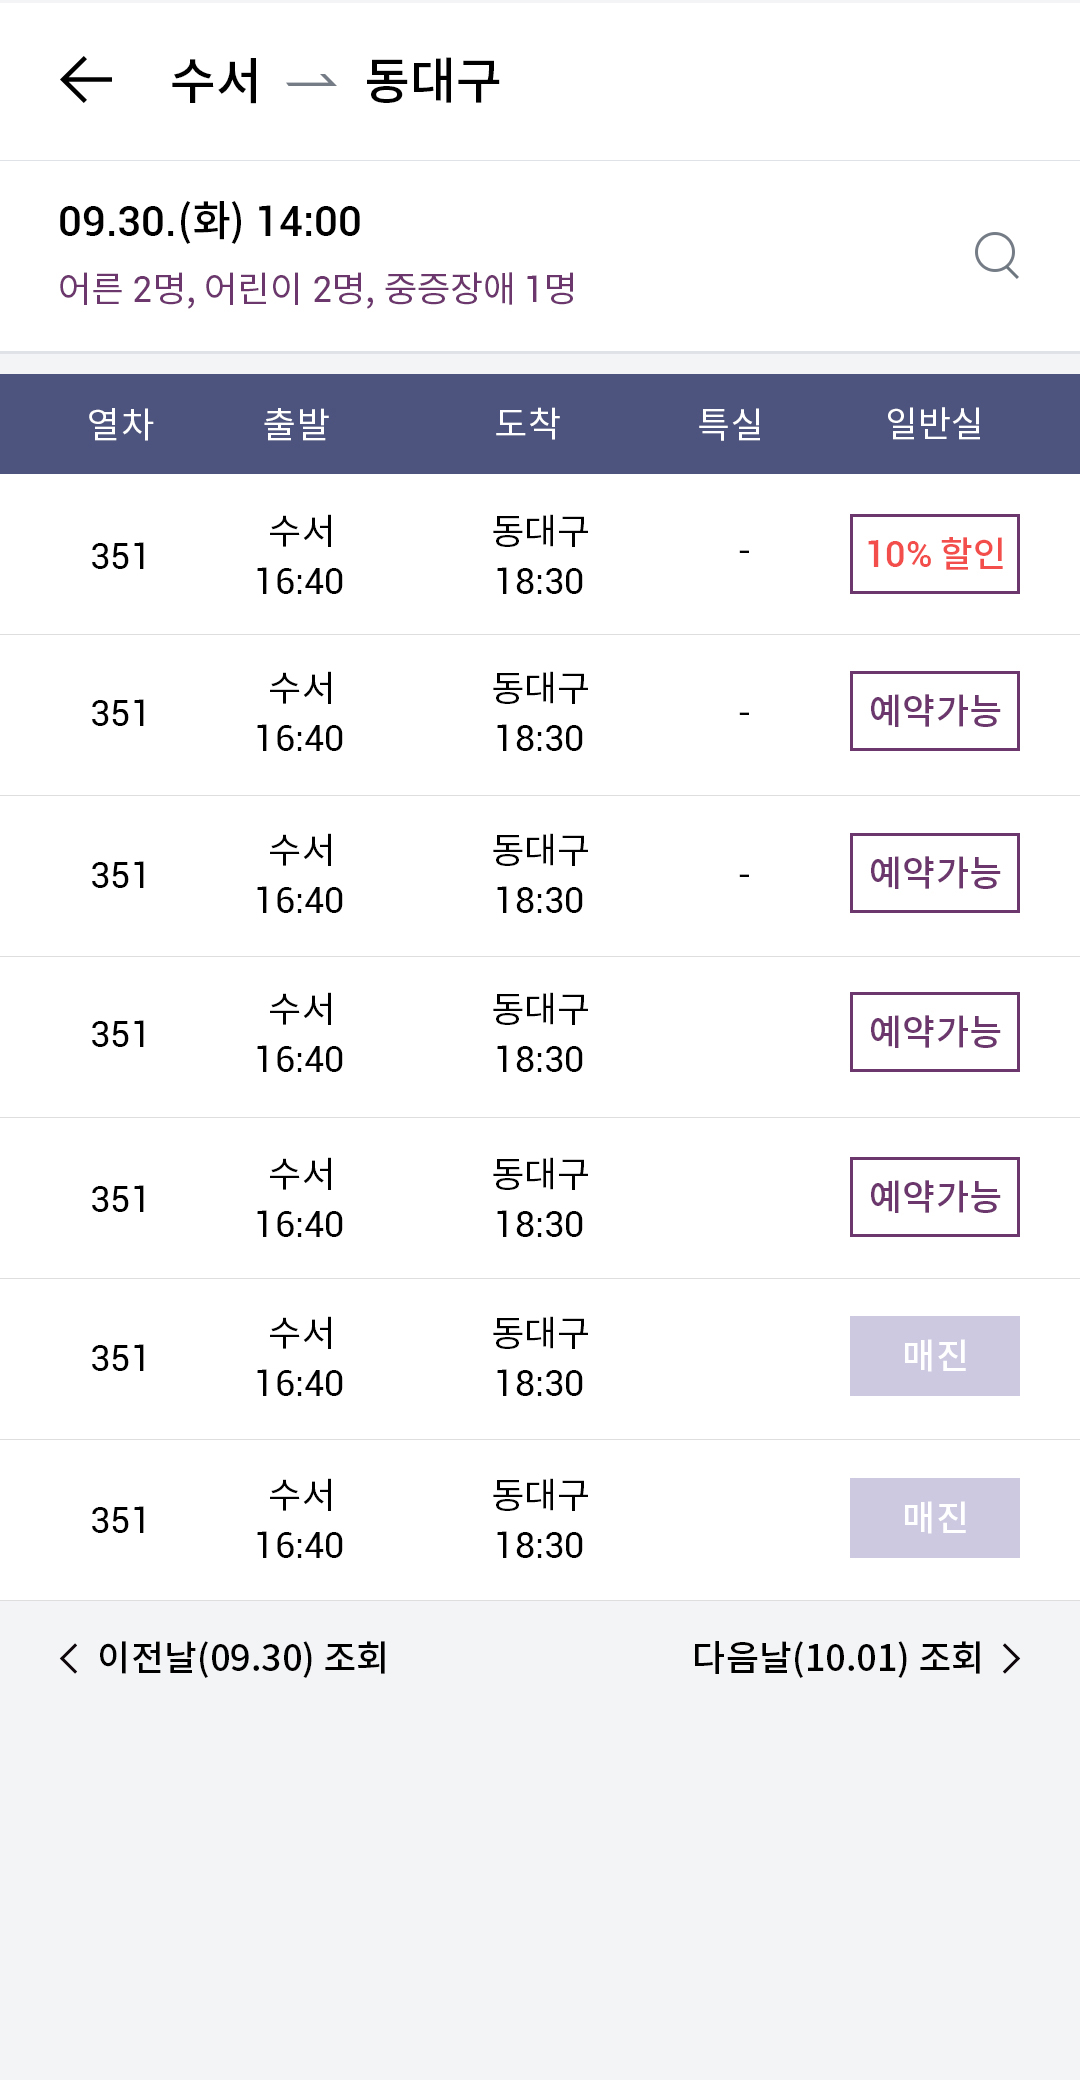 수서 동대구
09.30.(화) 14:00
어른 2명, 어린이 2명, 중증장애 1명
열차 출발 도착 특실 일반실
수서 동대구
351 - 10% 할인
16:40 18:30
수서 동대구
351 - 예약가능
16:40 18:30
수서 동대구
351 - 예약가능
16:40 18:30
수서 동대구
351 예약가능
16:40 18:30
수서 동대구
351 예약가능
16:40 18:30
수서 동대구
351 매진
16:40 18:30
수서 동대구
351 매진
16:40 18:30
이전날(09.30) 조회 다음날(10.01) 조회